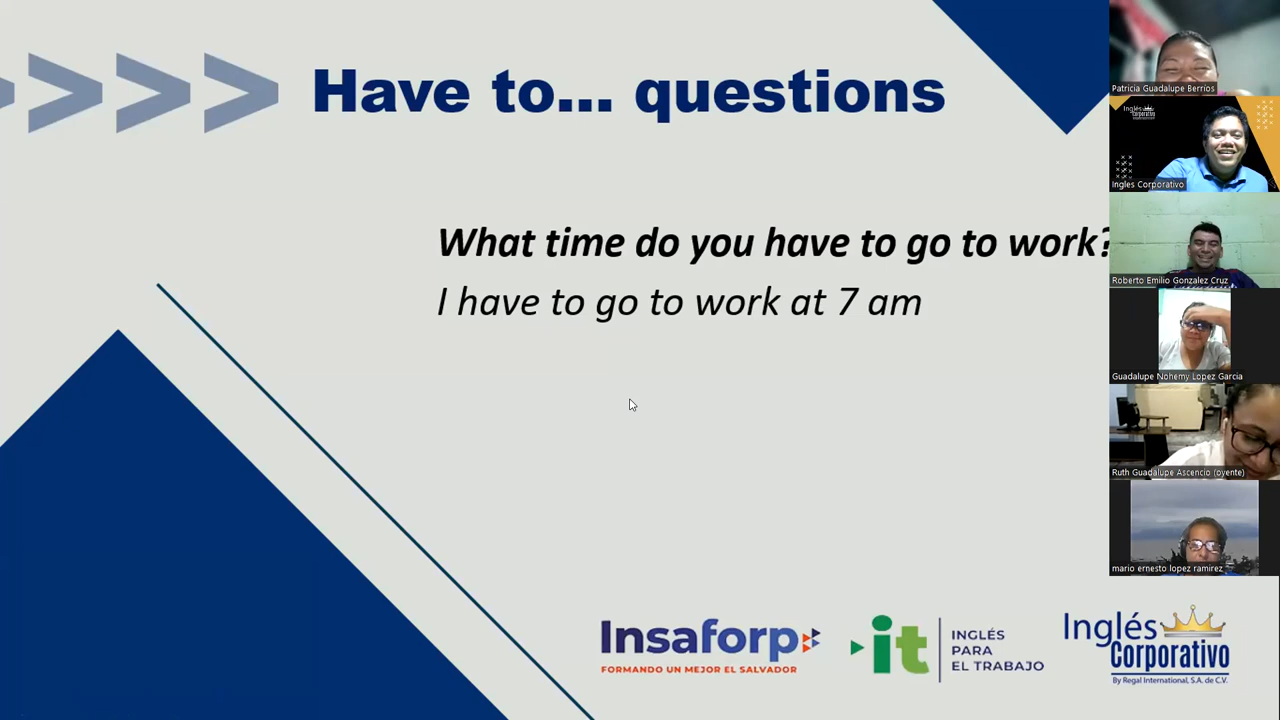 Have to... questions
What time do you have to go to work?
I have to go to work at 7 am
Insaforp
FORMANDO UN MEJOR EL SALVADOR
it
INGLÉS
PARA
EL TRABAJO
Inglés
Corporativo
By Regal International, S.A. de C.V.
Patricia Guadalupe Berrios
Inglés
Corporativo
Ingles Corporativo
Roberto Emilio Gonzalez Cruz
Guadalupe Nohemy Lopez Garcia
Ruth Guadalupe Ascencio (oyente)
mario ernesto lopez ramirez